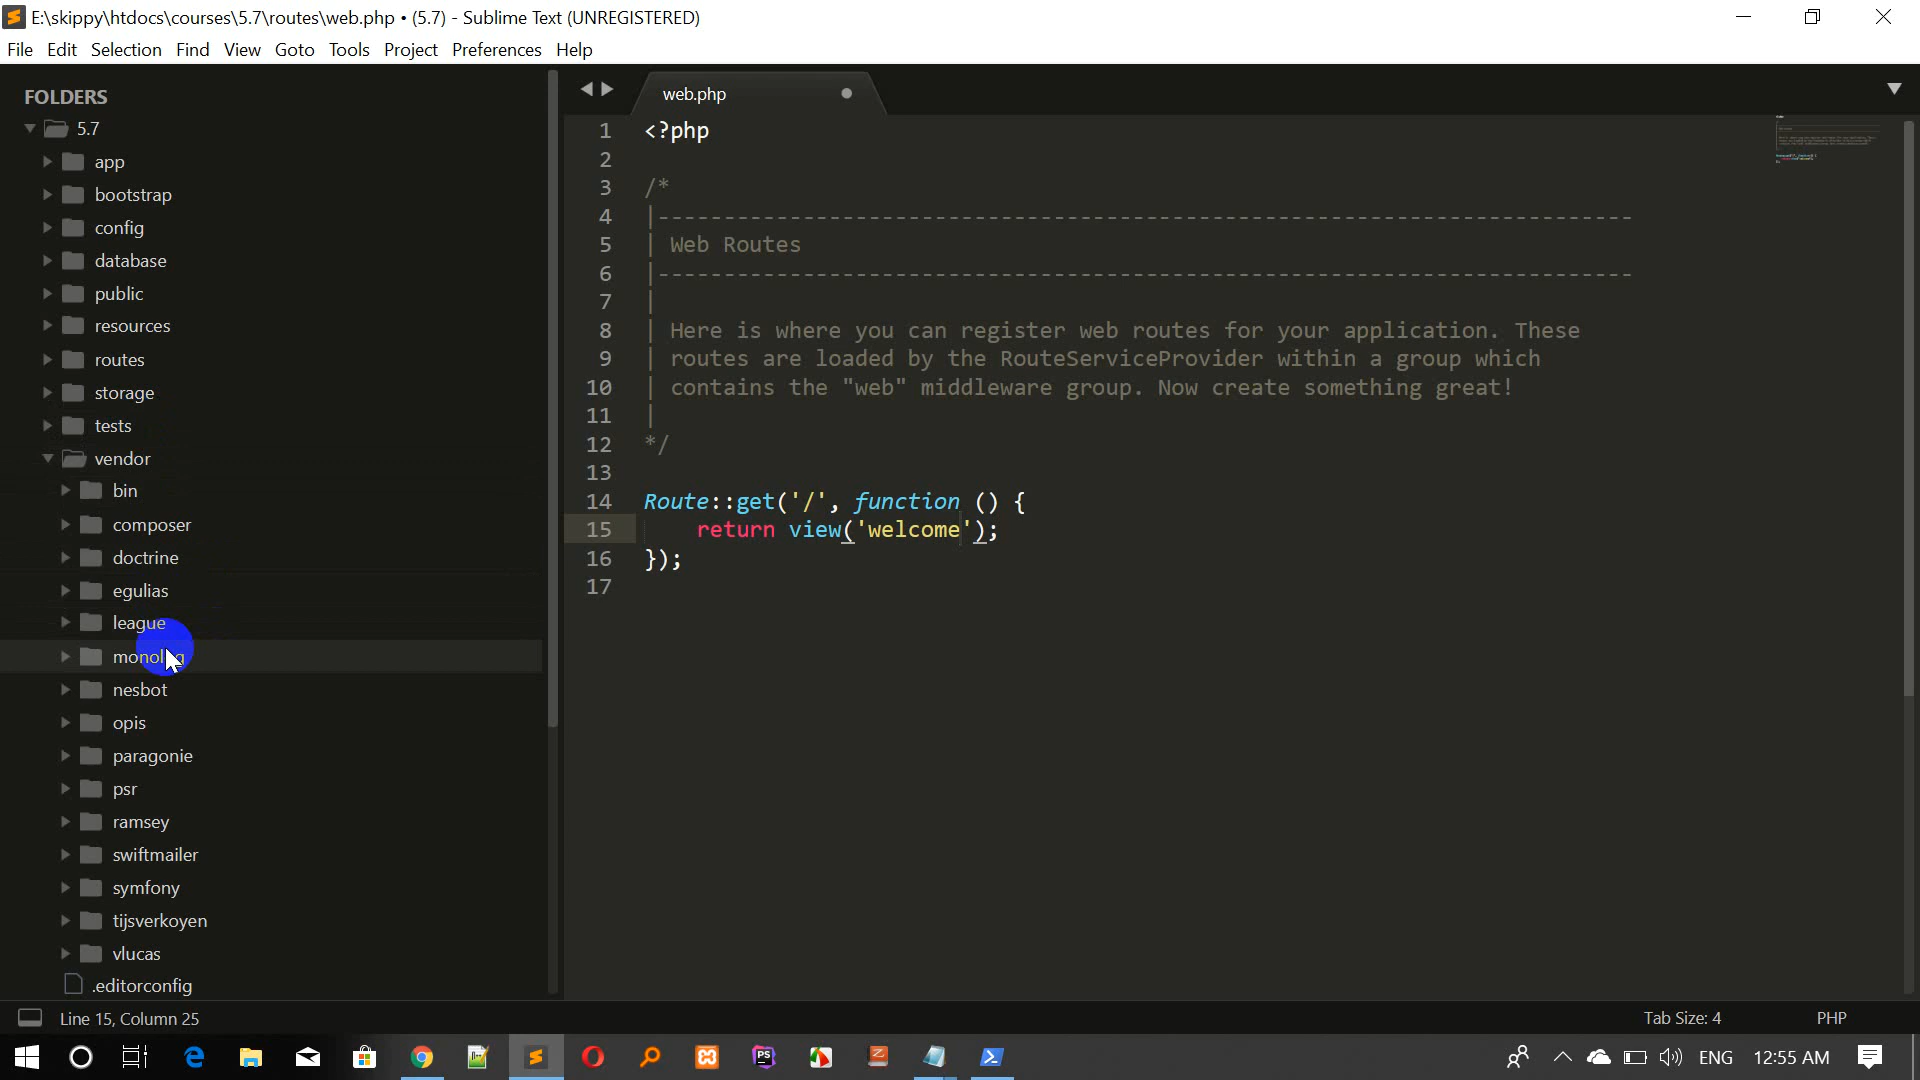 E:\skippy\htdocs\courses\5.7\routes\web.php • (5.7) - Sublime Text (UNREGISTERED)
File Edit Selection Find View Goto Tools Project Preferences Help
FOLDERS
5.7
app
bootstrap
config
database
public
resources
routes
storage
tests
vendor
bin
composer
doctrine
egulias
league
monolog
nesbot
opis
paragonie
psr
ramsey
swiftmailer
symfony
tijsverkoyen
vlucas
.editorconfig
web.php
1 <?php
2
3 /*
4 |--------------------------------------------------------------------------
5 | Web Routes
6 |--------------------------------------------------------------------------
7 |
8 | Here is where you can register web routes for your application. These
9 | routes are loaded by the RouteServiceProvider within a group which
10 | contains the "web" middleware group. Now create something great!
11 |
12 */
13
14 Route::get('/', function () {
15     return view('welcome');
16 });
17
Line 15, Column 25
Tab Size: 4
PHP
ENG 12:55 AM